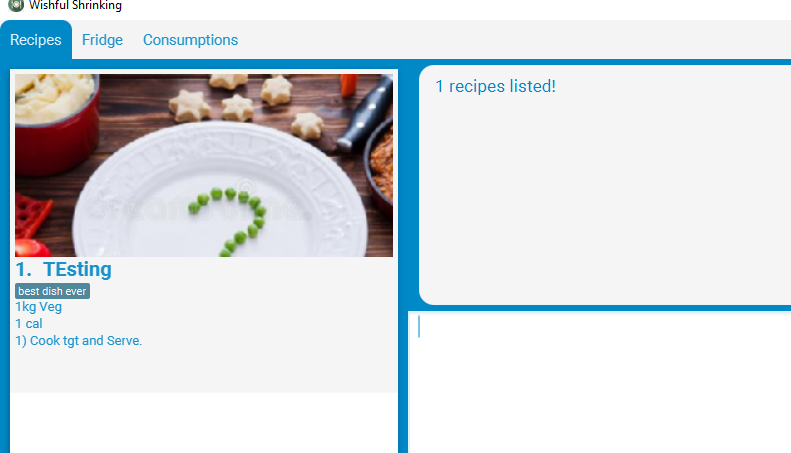 Wishful Shrinking
Recipes Fridge Consumptions
1 recipes listed!
1. TEsting
best dish ever
1kg Veg
1 cal
1) Cook tgt and Serve.